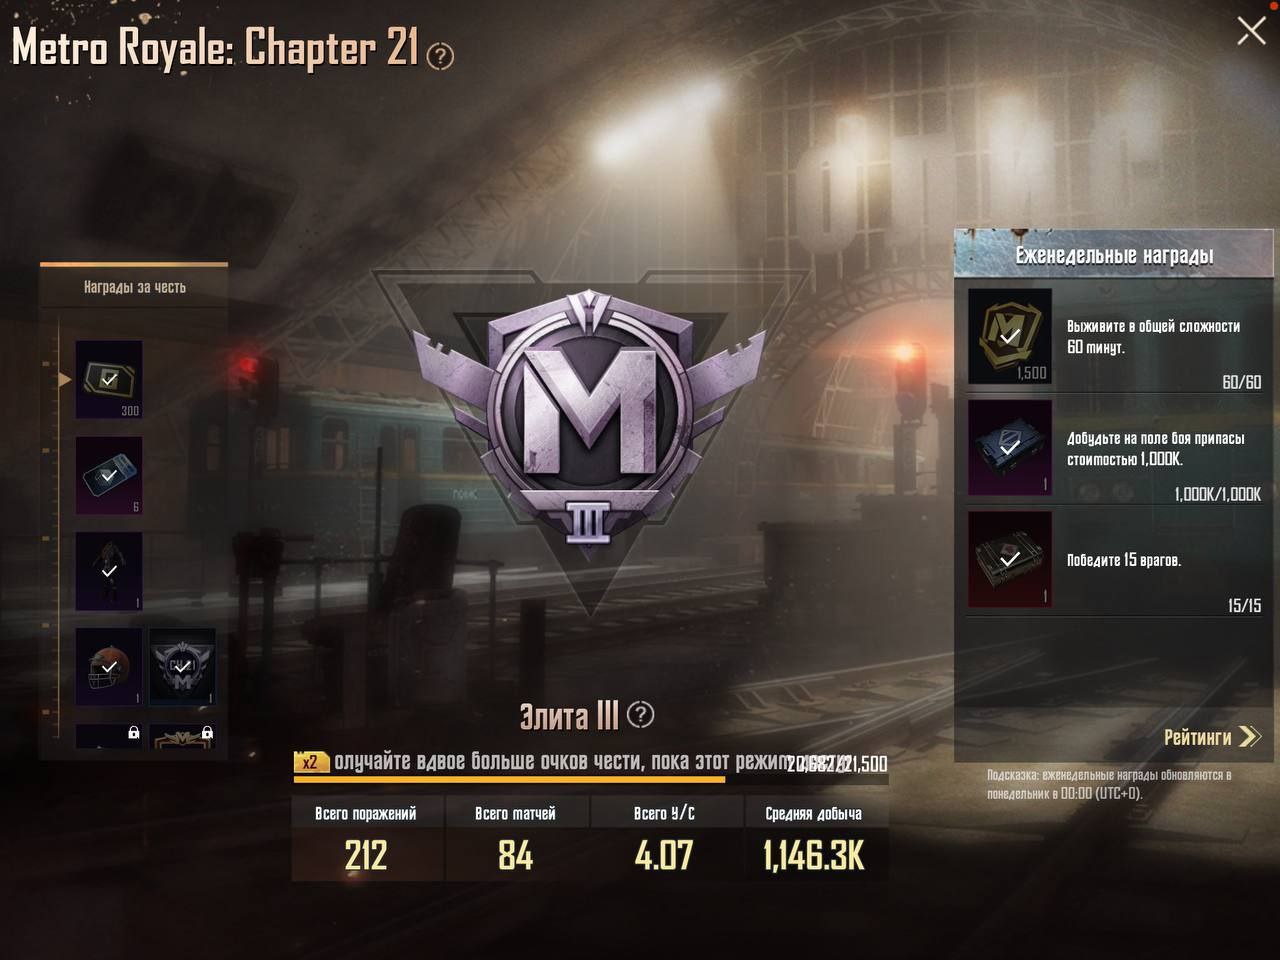 Metro Royale: Chapter 21
?
Награды за честь
300
6
1
1
1
M
III
Элита III ?
x2 олучайте вдвое больше очков чести, пока этот режим
Всего поражений
212
Всего матчей
84
Всего У/С
4.07
Средняя добыча
1,146.3K
Еженедельные награды
1,500
Выживите в общей сложности
60 минут.
60/60
1
Добудьте на поле боя припасы
стоимостью 1,000K.
1,000K/1,000K
1
Победите 15 врагов.
15/15
Рейтинги
Подсказка: еженедельные награды обновляются в
понедельник в 00:00 (UTC+0).